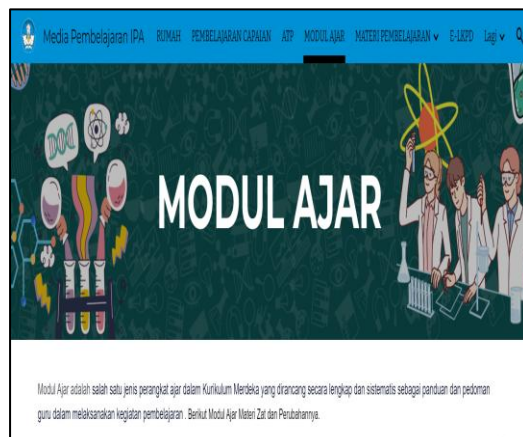 Media Pembelajaran IPA RUMAH PEMBELAJARAN CAPAIAN ATP MODUL AJAR MATERI PEMBELAJARAN E-LKPD Lagi
MODUL AJAR
Modul Ajar adalah salah satu jenis perangkat ajar dalam Kurikulum Merdeka yang dirancang secara lengkap dan sistematis sebagai panduan dan pedoman
guru dalam melaksanakan kegiatan pembelajaran . Berikut Modul Ajar Materi Zat dan Perubahannya.